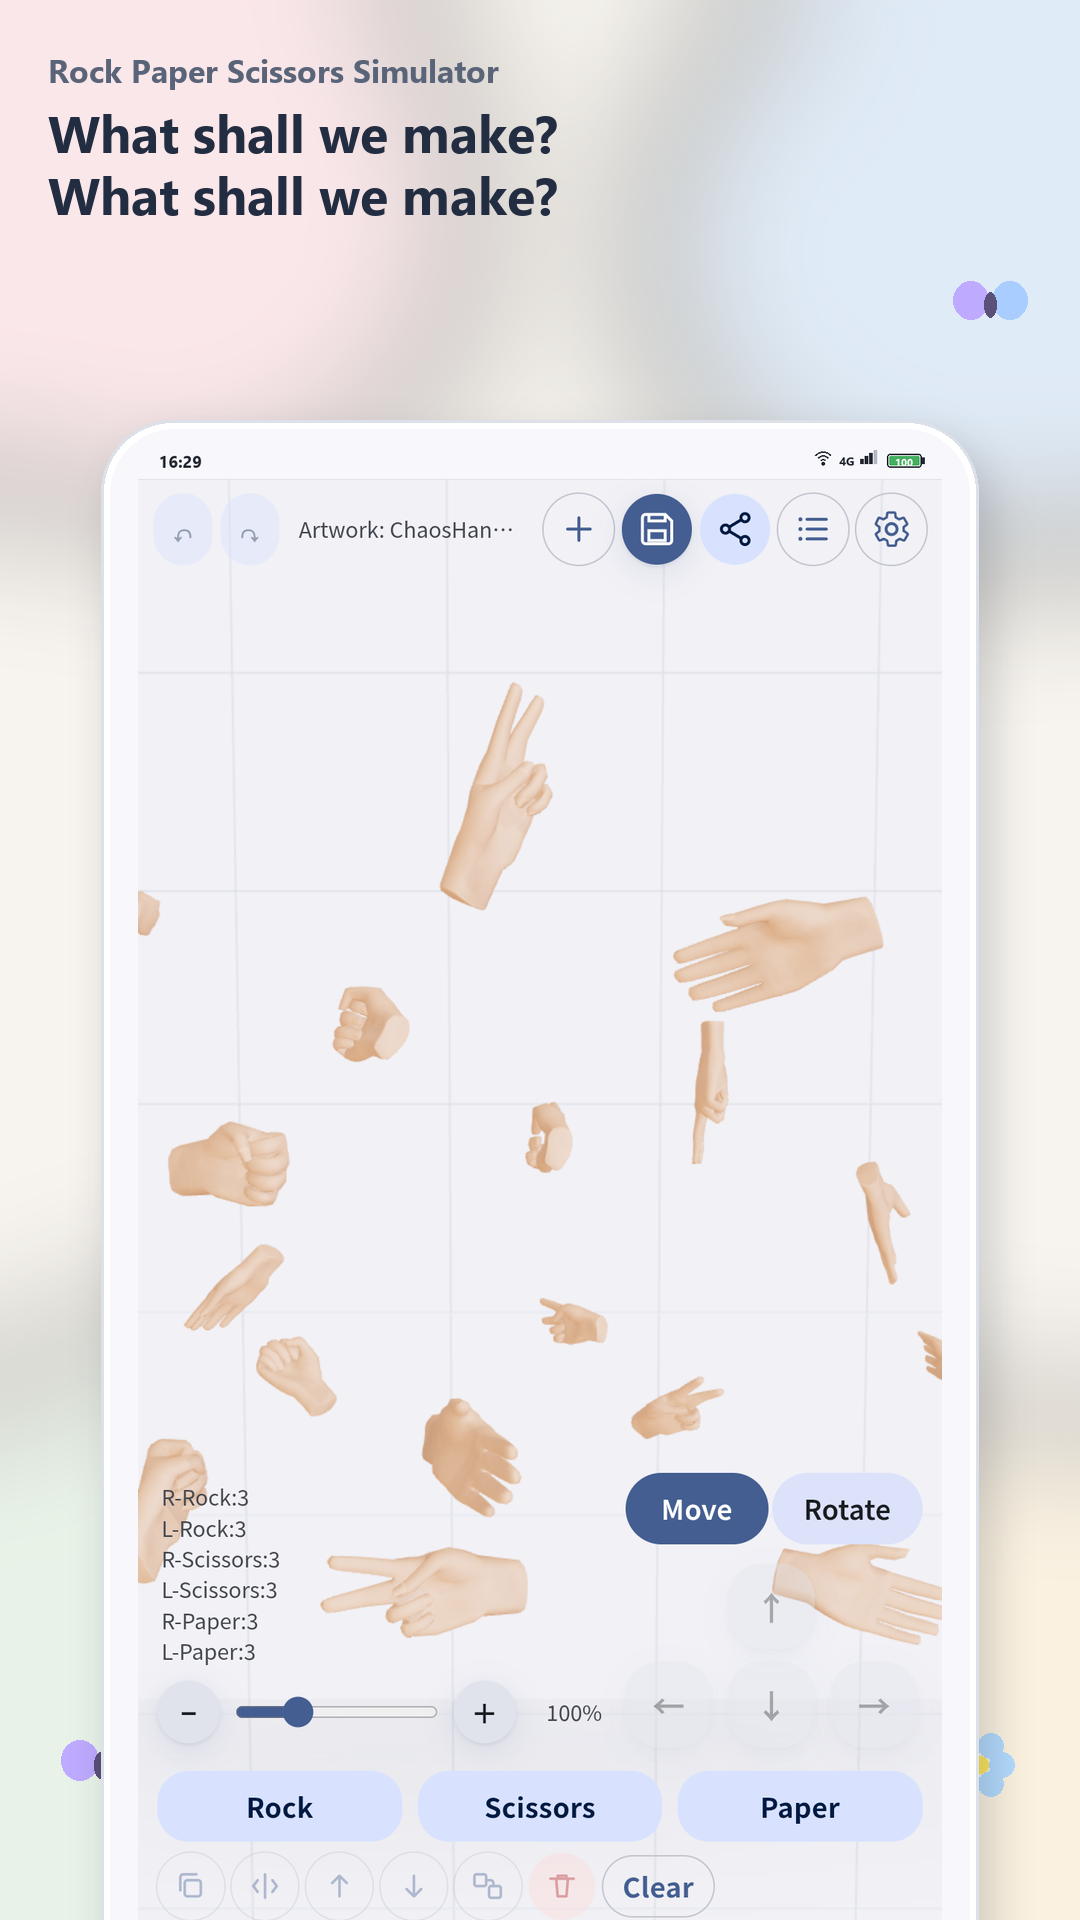 Rock Paper Scissors Simulator
What shall we make?
What shall we make?
16:29
4G
100
Artwork: ChaosHan···
R-Rock:3
L-Rock:3
R-Scissors:3
L-Scissors:3
R-Paper:3
L-Paper:3
Move
Rotate
100%
Rock
Scissors
Paper
Clear